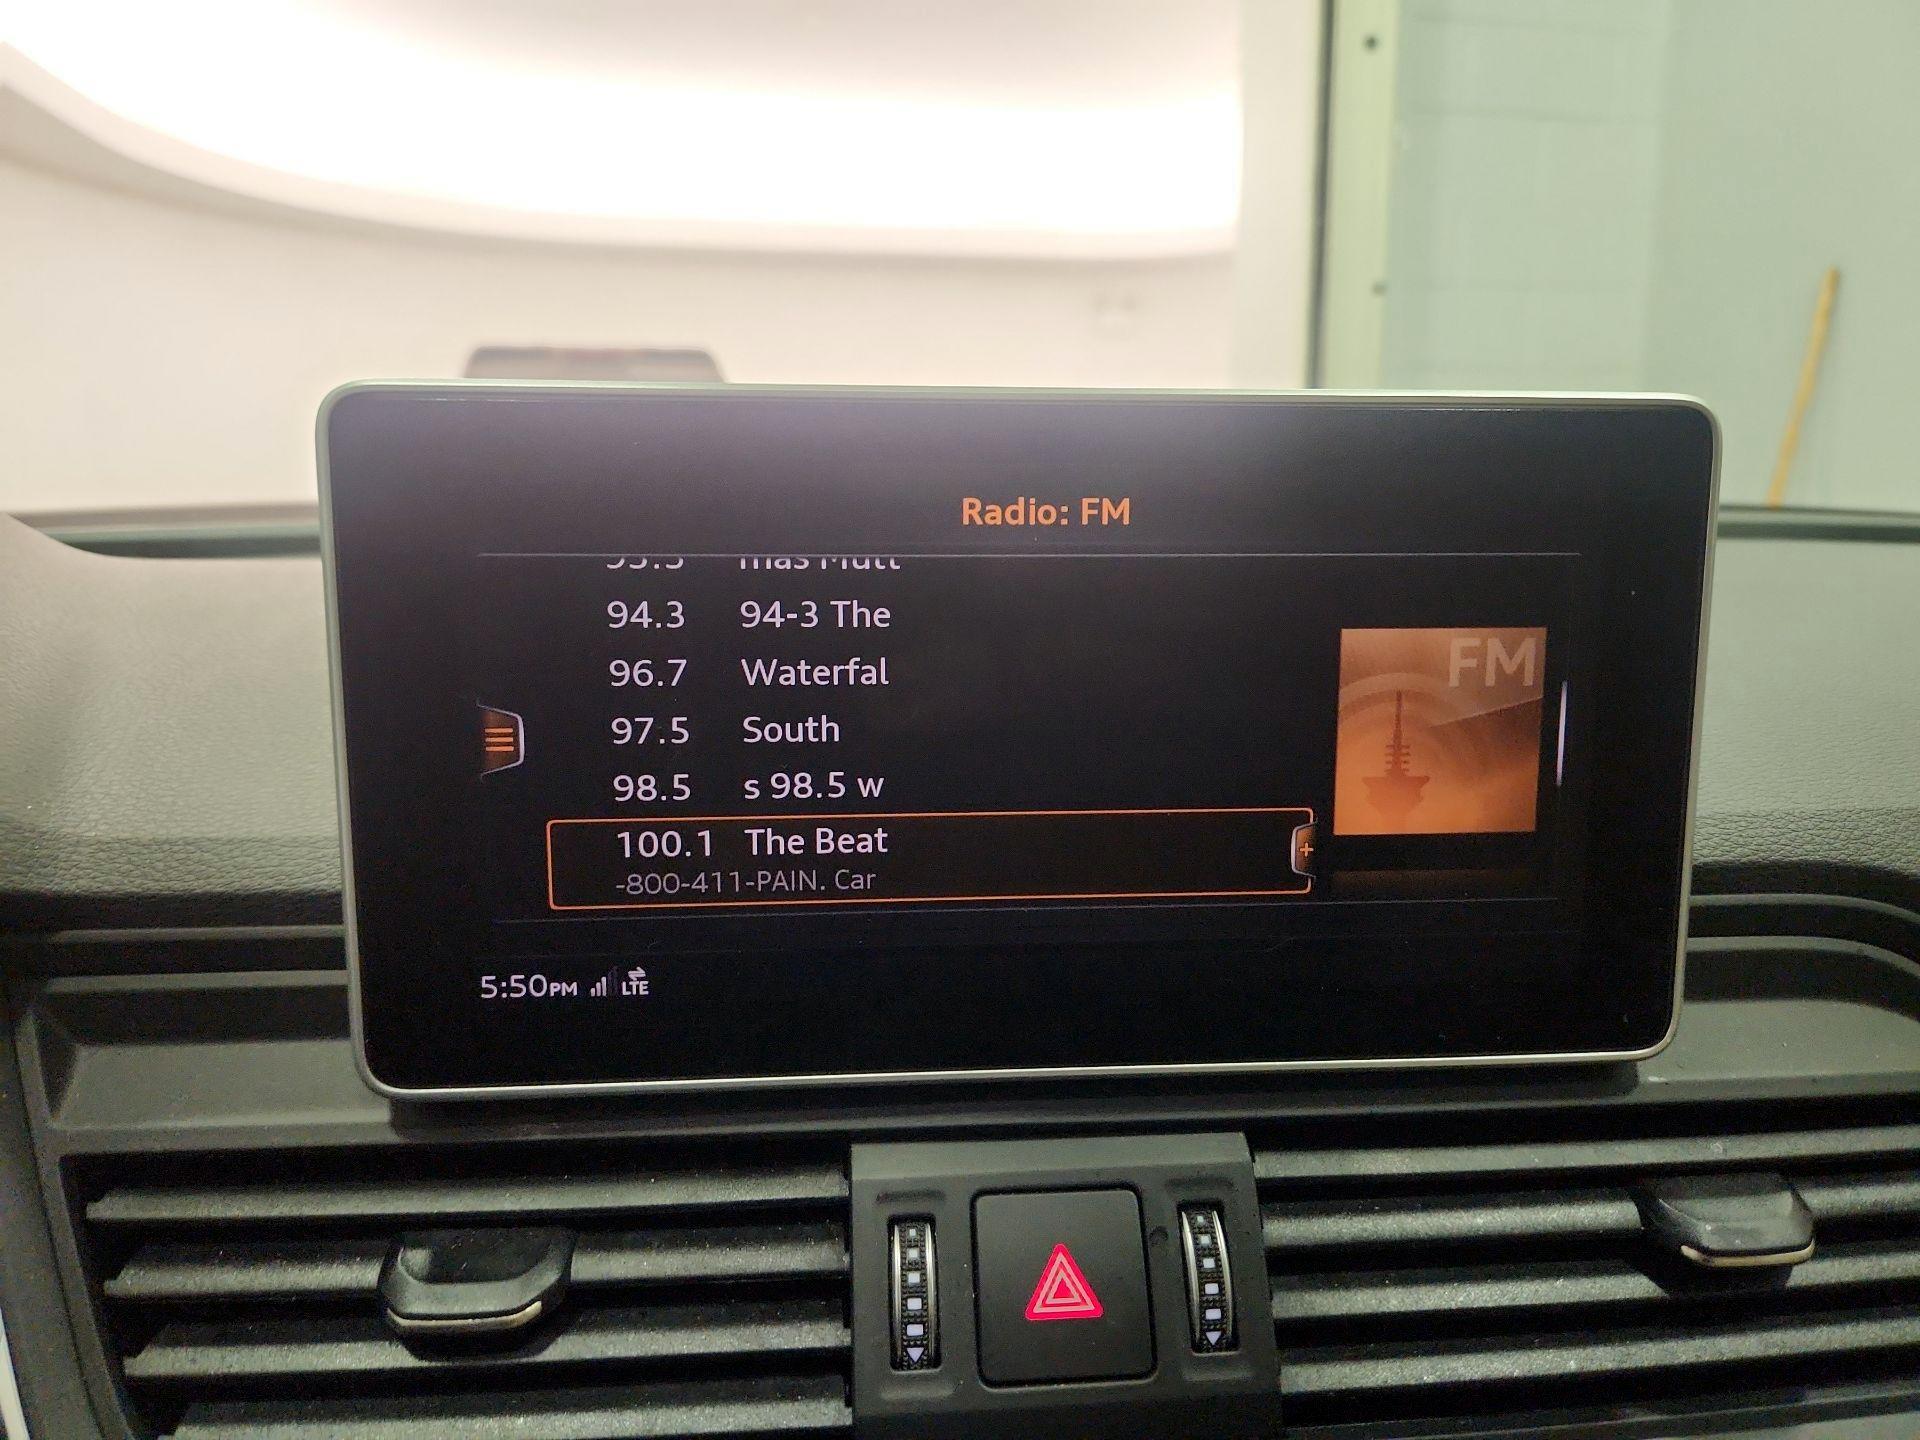 Radio: FM
94.3 94-3 The
96.7 Waterfal
97.5 South
98.5 s 98.5 w
100.1 The Beat
-800-411-PAIN. Car
FM
5:50PM LTE